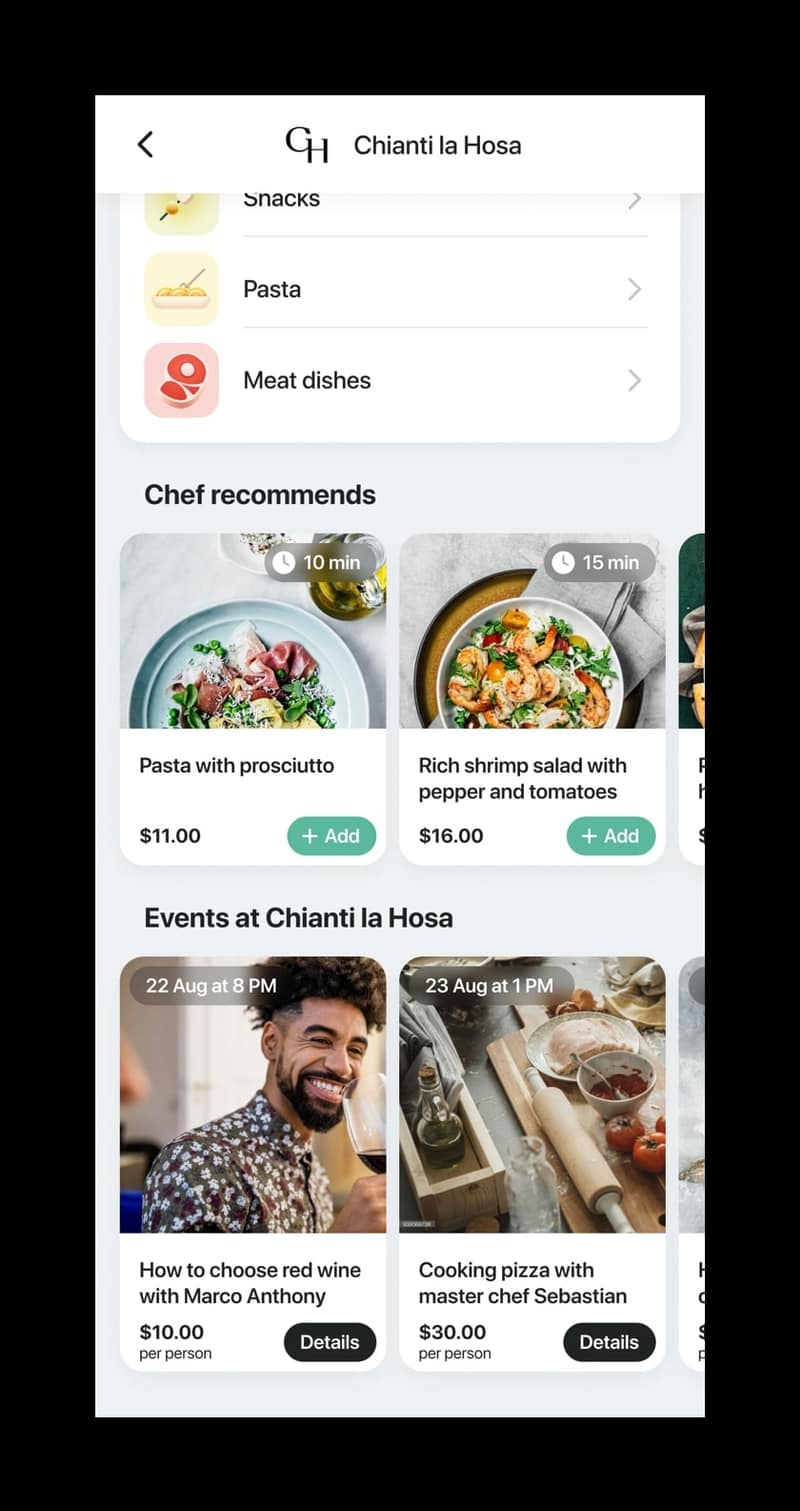 CH Chianti la Hosa
Snacks
Pasta
Meat dishes
Chef recommends
10 min
15 min
Pasta with prosciutto
Rich shrimp salad with
pepper and tomatoes
$11.00
+ Add
$16.00
+ Add
Events at Chianti la Hosa
22 Aug at 8 PM
23 Aug at 1 PM
How to choose red wine
with Marco Anthony
$10.00
per person
Details
Cooking pizza with
master chef Sebastian
$30.00
per person
Details